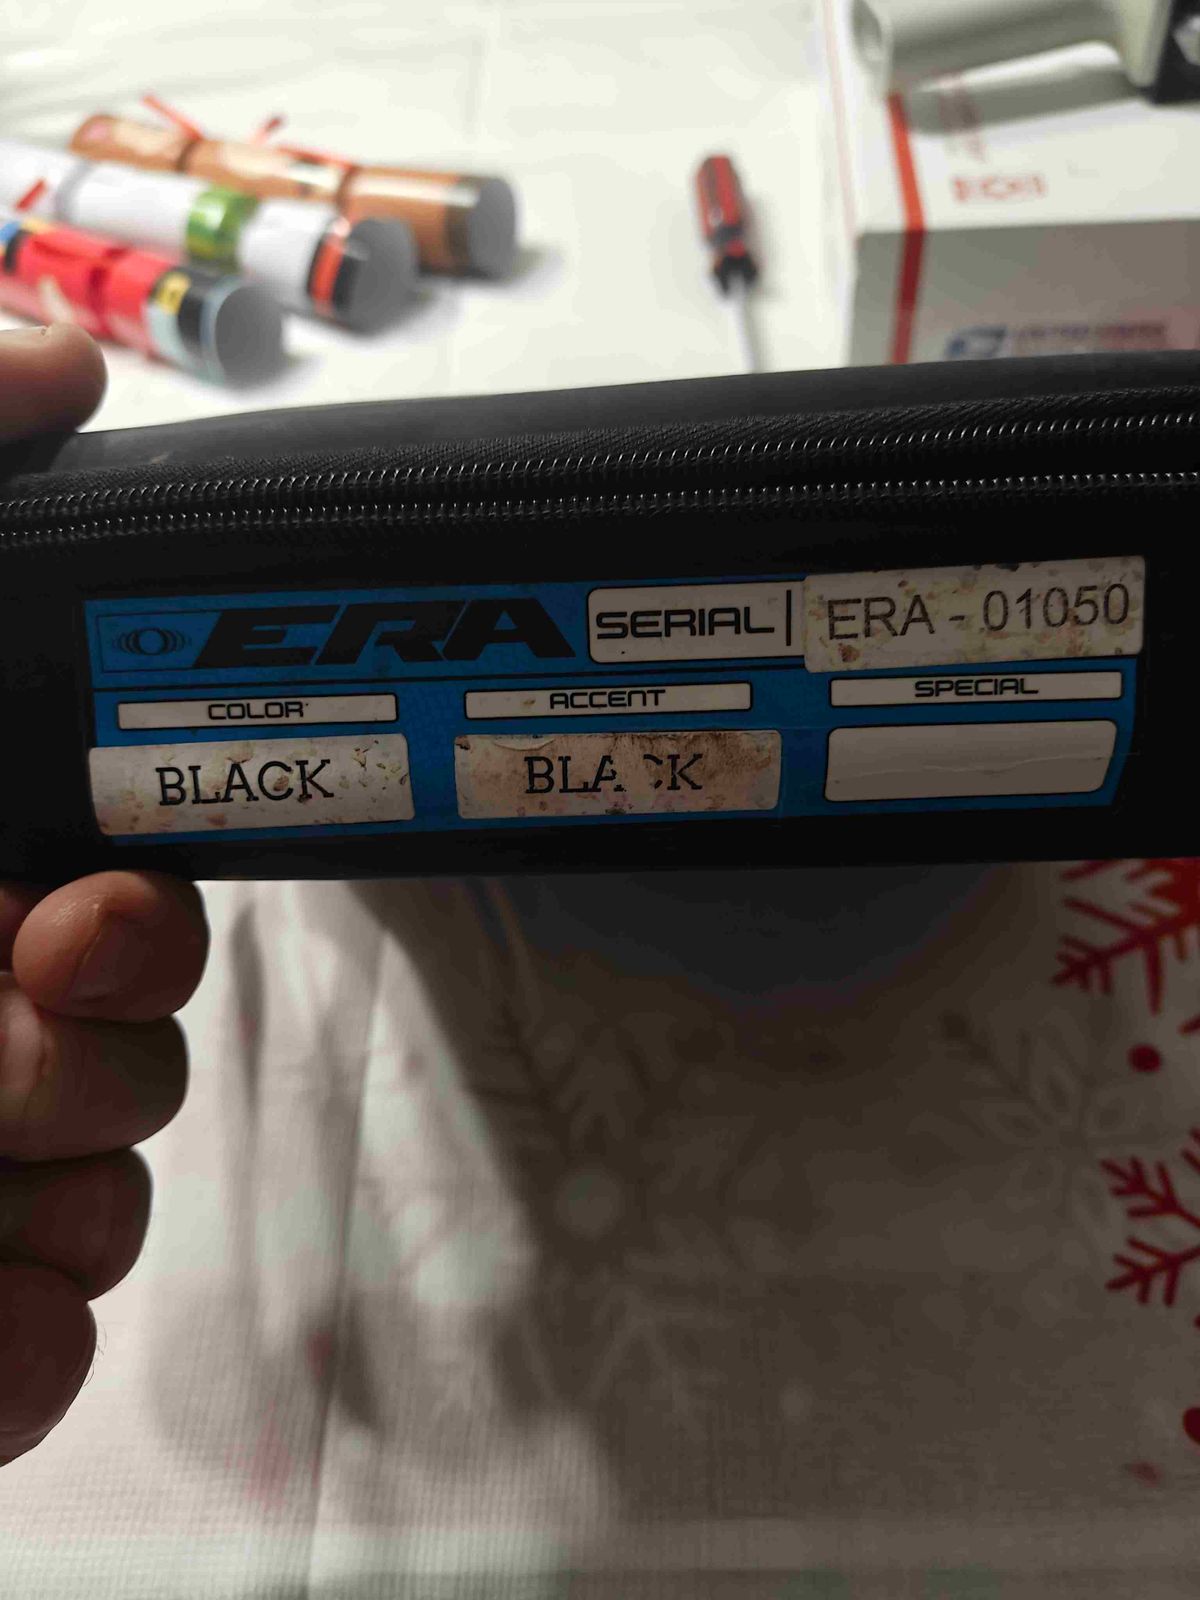 ERA SERIAL | ERA - 01050
COLOR ACCENT SPECIAL
BLACK BLACK